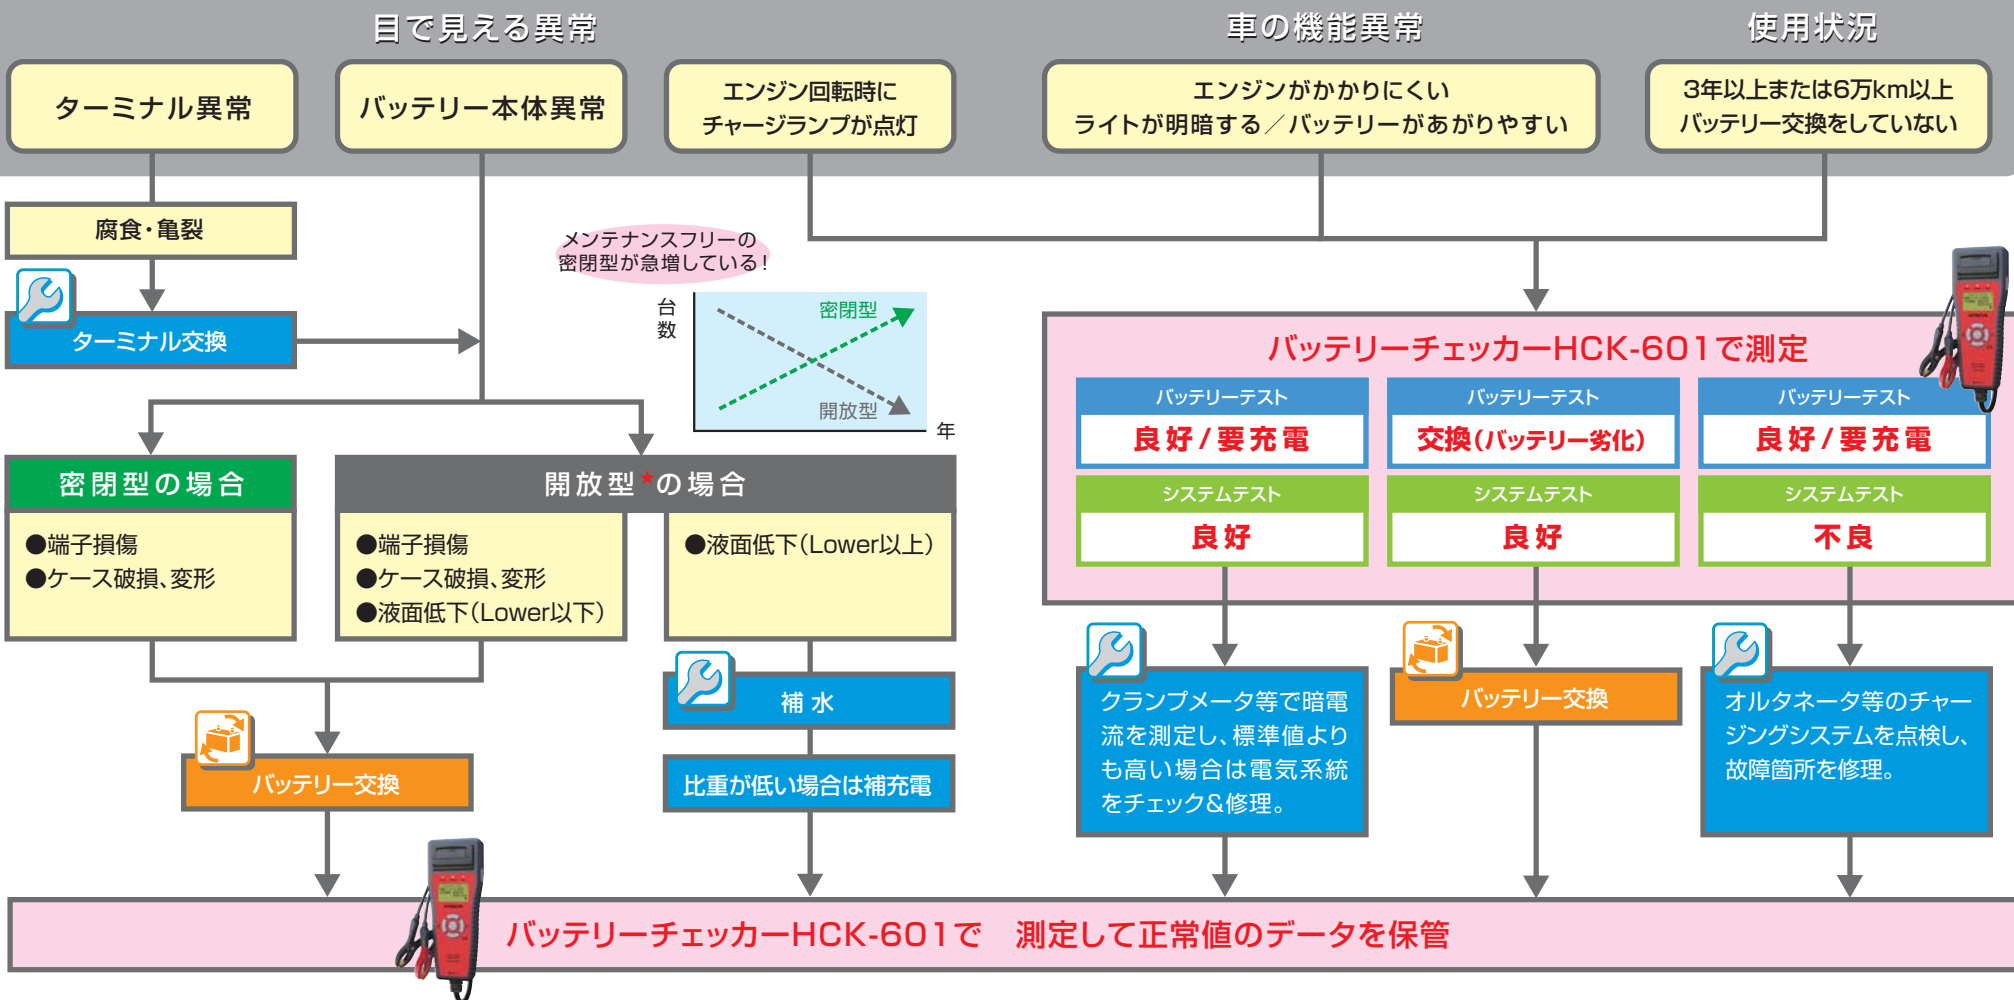 目で見える異常
車の機能異常
使用状況
ターミナル異常
バッテリー本体異常
エンジン回転時に
チャージランプが点灯
エンジンがかかりにくい
ライトが明暗する／バッテリーがあがりやすい
3年以上または6万km以上
バッテリー交換をしていない
腐食・亀裂
ターミナル交換
メンテナンスフリーの
密閉型が急増している！
台数
密閉型
開放型
年
密閉型の場合
●端子損傷
●ケース破損、変形
開放型★の場合
●端子損傷
●ケース破損、変形
●液面低下（Lower以下）
●液面低下（Lower以上）
バッテリー交換
補水
比重が低い場合は補充電
バッテリーチェッカーHCK-601で測定
バッテリーテスト
良好/要充電
システムテスト
良好
バッテリーテスト
交換（バッテリー劣化）
システムテスト
良好
バッテリーテスト
良好/要充電
システムテスト
不良
クランプメータ等で暗電
流を測定し、標準値より
も高い場合は電気系統
をチェック&修理。
バッテリー交換
オルタネータ等のチャー
ジングシステムを点検し、
故障箇所を修理。
バッテリーチェッカーHCK-601で　測定して正常値のデータを保管